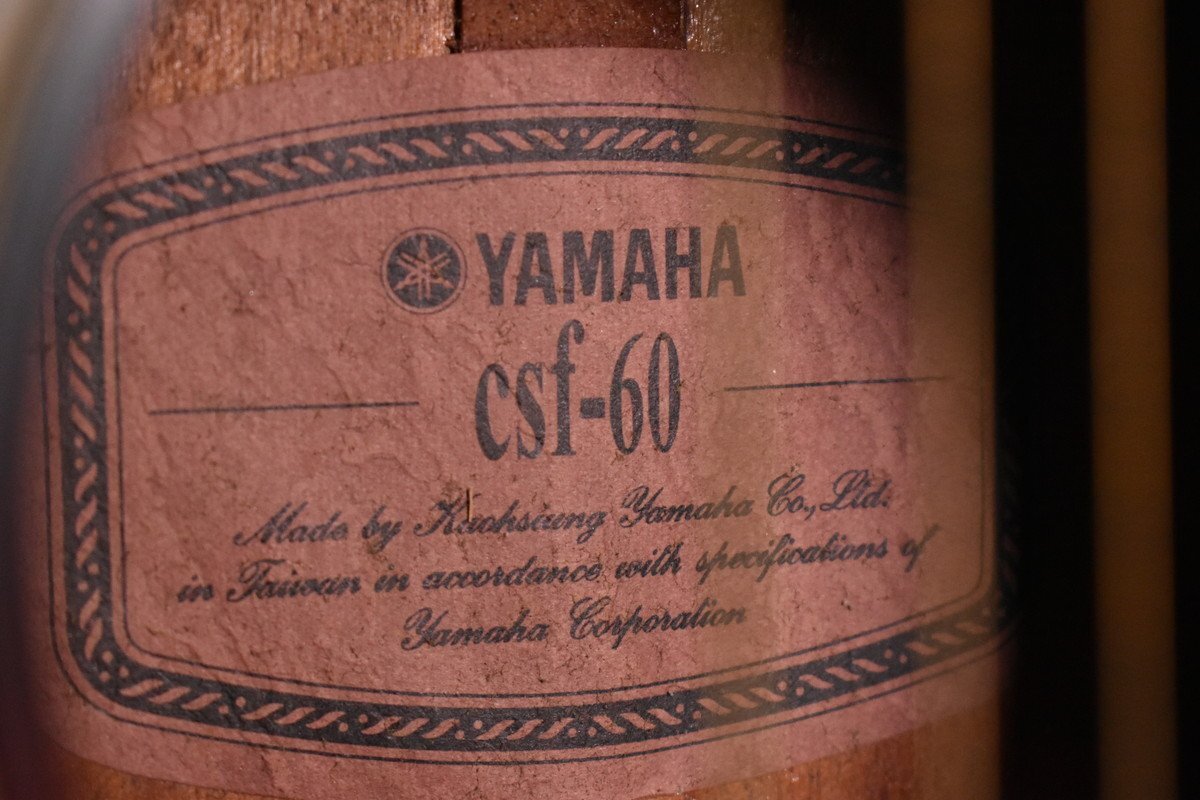 YAMAHA
csf-60
Made by Kaohsiung Yamaha Co., Ltd.
in Taiwan in accordance with specifications of
Yamaha Corporation